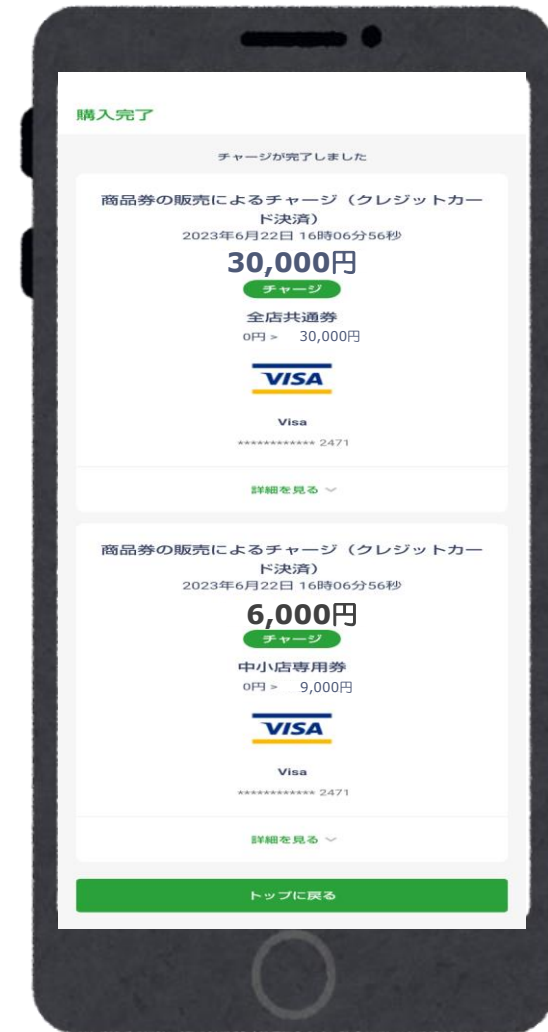 購入完了
チャージが完了しました
商品券の販売によるチャージ（クレジットカー
ド決済）
2023年6月22日 16時06分56秒
30,000円
チャージ
全店共通券
0円 > 30,000円
VISA
Visa
************ 2471
詳細を見る
商品券の販売によるチャージ（クレジットカー
ド決済）
2023年6月22日 16時06分56秒
6,000円
チャージ
中小店専用券
0円 > 9,000円
VISA
Visa
************ 2471
詳細を見る
トップに戻る